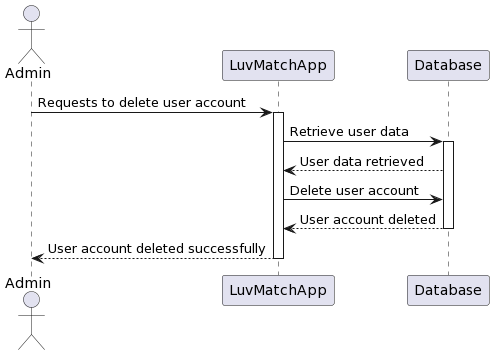 Admin
LuvMatchApp
Database
Requests to delete user account
Retrieve user data
User data retrieved
Delete user account
User account deleted
User account deleted successfully
Admin
LuvMatchApp
Database